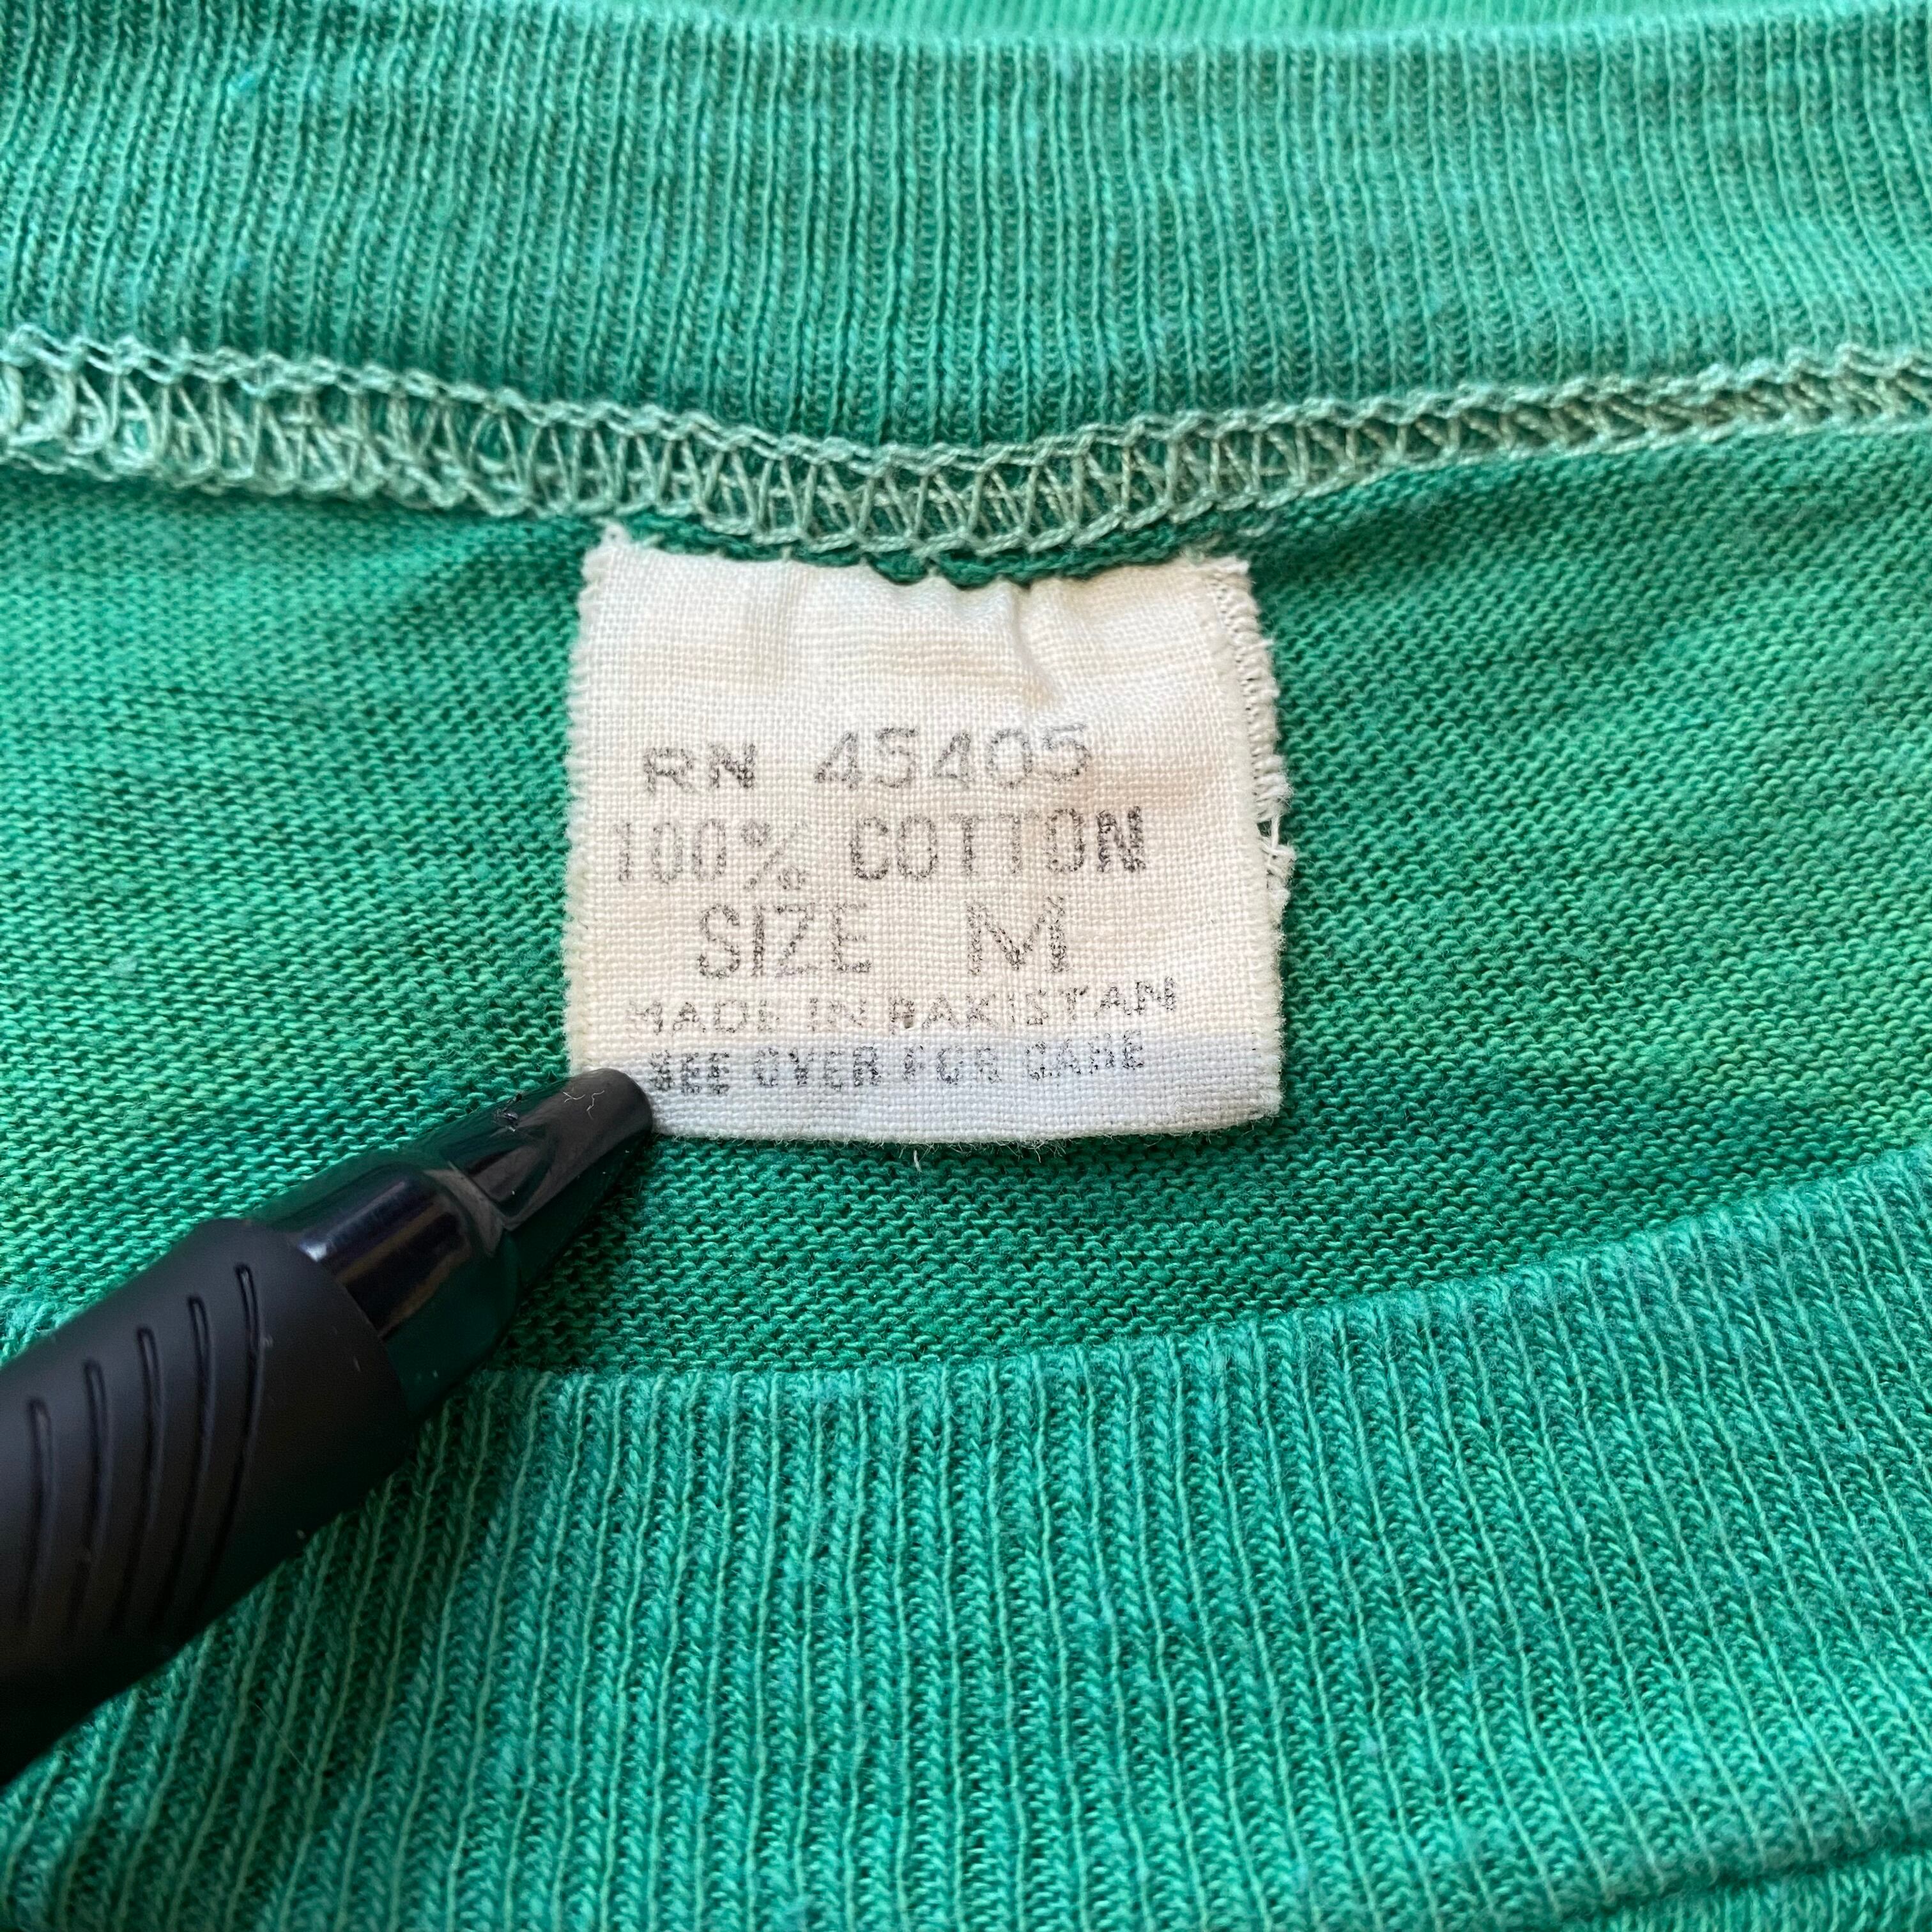 RN 45405
100% COTTON
SIZE M
MADE IN PAKISTAN
SEE OVER FOR CARE